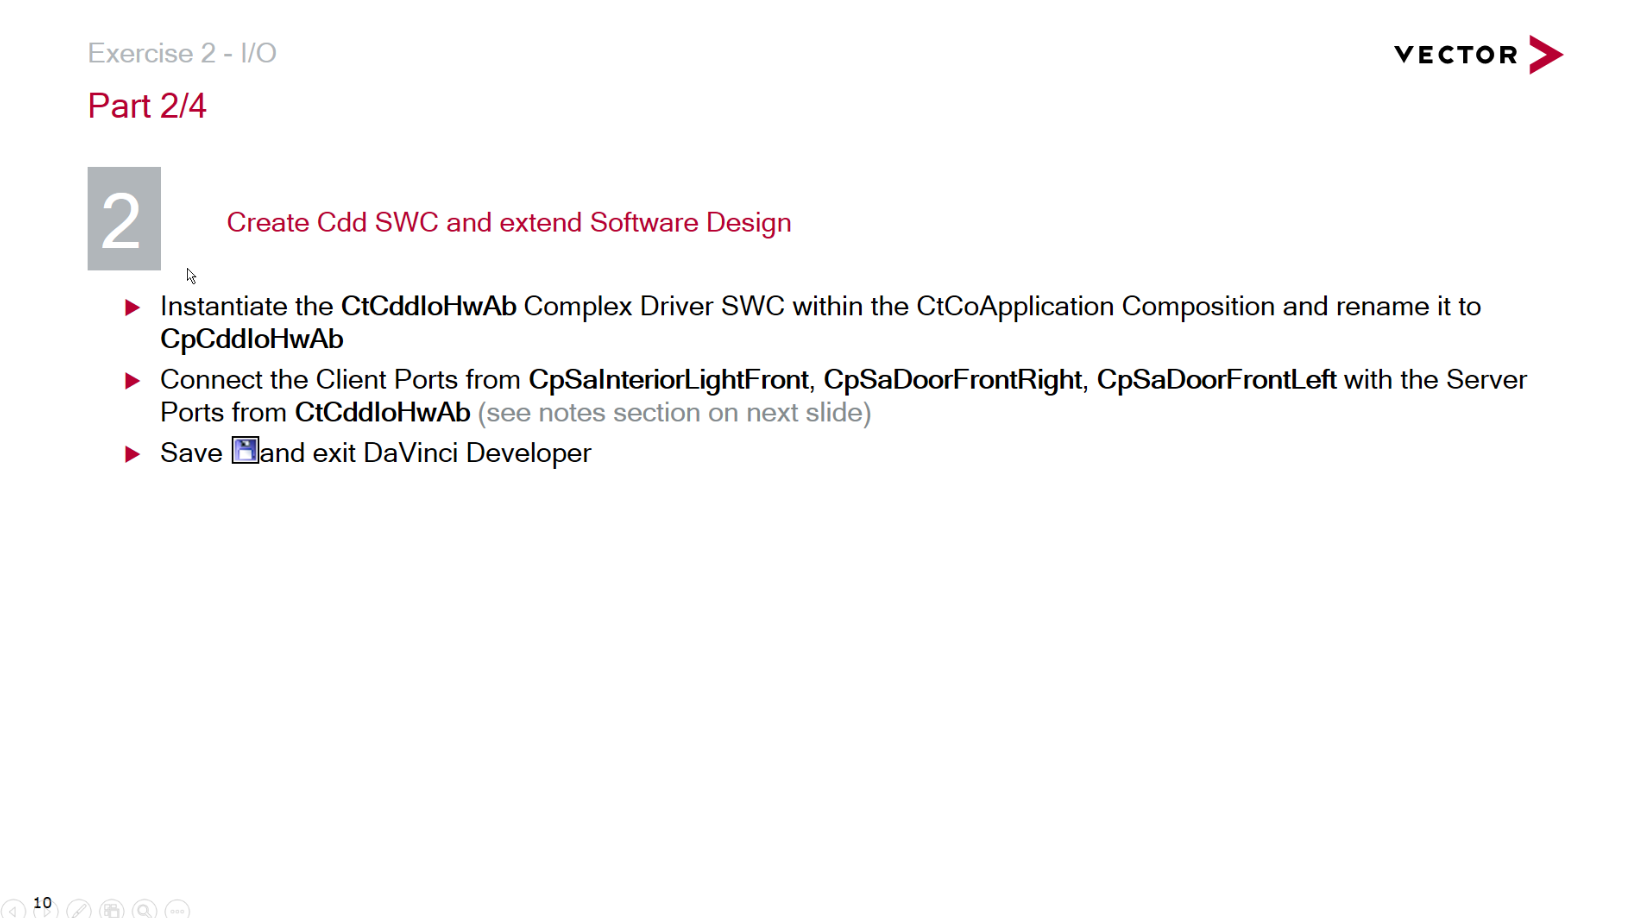 Exercise 2 - I/O
VECTOR
Part 2/4
2
Create Cdd SWC and extend Software Design
Instantiate the CtCddIoHwAb Complex Driver SWC within the CtCoApplication Composition and rename it to
CpCddIoHwAb
Connect the Client Ports from CpSaInteriorLightFront, CpSaDoorFrontRight, CpSaDoorFrontLeft with the Server
Ports from CtCddIoHwAb (see notes section on next slide)
Save and exit DaVinci Developer
10